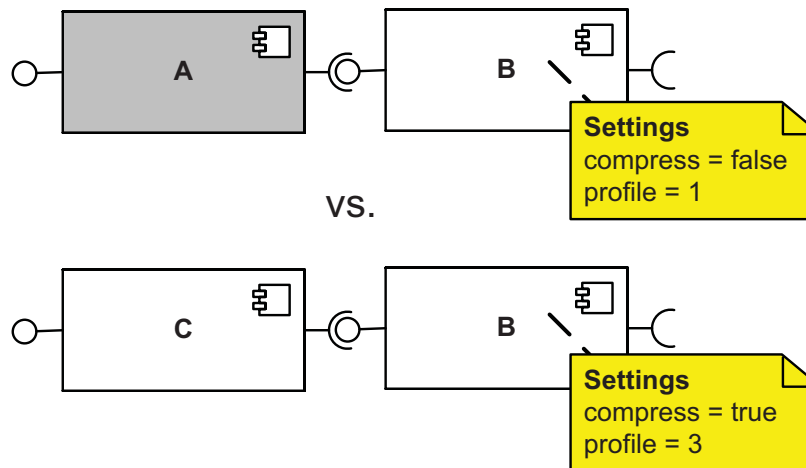 A
B
Settings
compress = false
profile = 1
vs.
C
B
Settings
compress = true
profile = 3